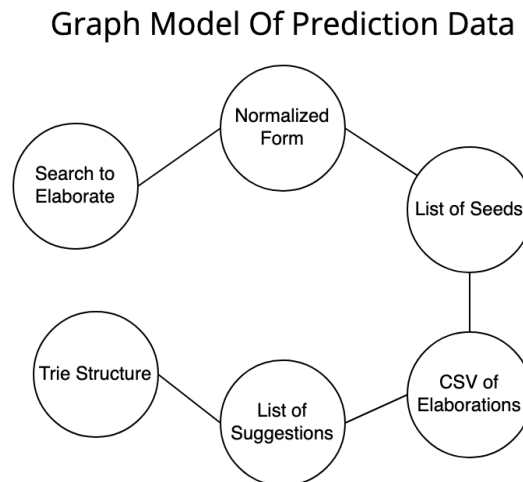 Graph Model Of Prediction Data
Normalized
Form
Search to
Elaborate
List of Seeds
Trie Structure
CSV of
Elaborations
List of
Suggestions